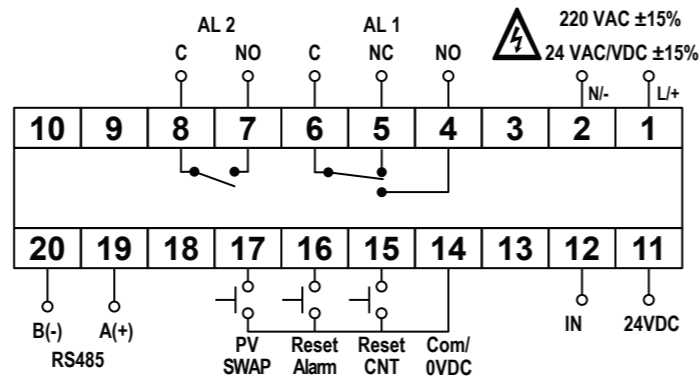 AL 2 AL 1 220 VAC ±15%
C NO C NC NO 24 VAC/VDC ±15%
N/- L/+
10 9 8 7 6 5 4 3 2 1
20 19 18 17 16 15 14 13 12 11
B(-) A(+) IN 24VDC
RS485
PV Reset Reset Com/
SWAP Alarm CNT 0VDC